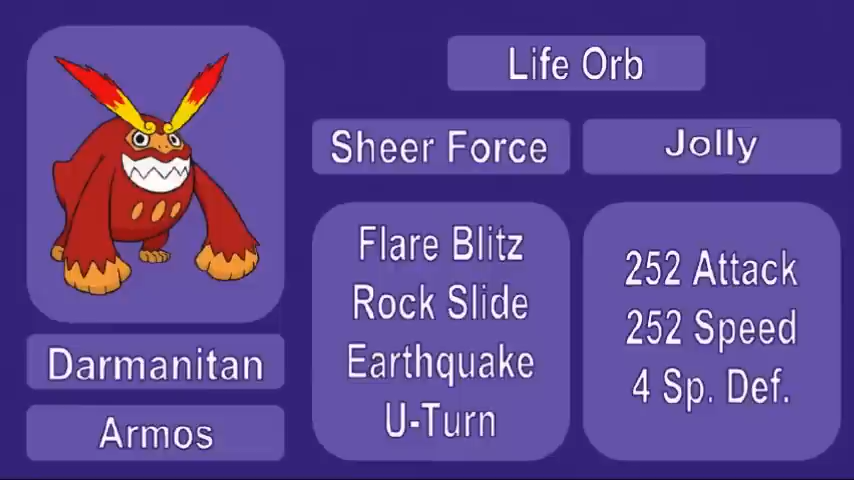 Life Orb
Sheer Force
Jolly
Flare Blitz
Rock Slide
Earthquake
U-Turn
252 Attack
252 Speed
4 Sp. Def.
Darmanitan
Armos